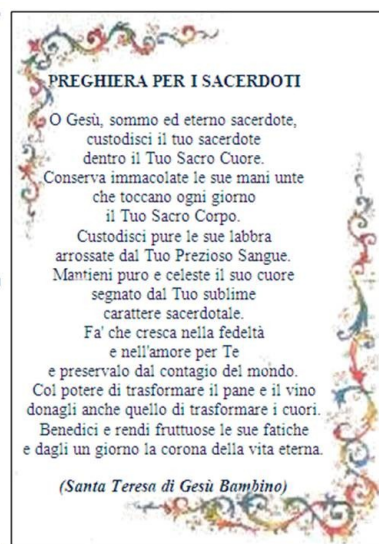 PREGHIERA PER I SACERDOTI
O Gesù, sommo ed eterno sacerdote,
custodisci il tuo sacerdote
dentro il Tuo Sacro Cuore.
Conserva immacolate le sue mani unte
che toccano ogni giorno
il Tuo Sacro Corpo.
Custodisci pure le sue labbra
arrossate dal Tuo Prezioso Sangue.
Mantieni puro e celeste il suo cuore
segnato dal Tuo sublime
carattere sacerdotale.
Fa' che cresca nella fedeltà
e nell'amore per Te
e preservalo dal contagio del mondo.
Col potere di trasformare il pane e il vino
donagli anche quello di trasformare i cuori.
Benedici e rendi fruttuose le sue fatiche
e dagli un giorno la corona della vita eterna.
(Santa Teresa di Gesù Bambino)